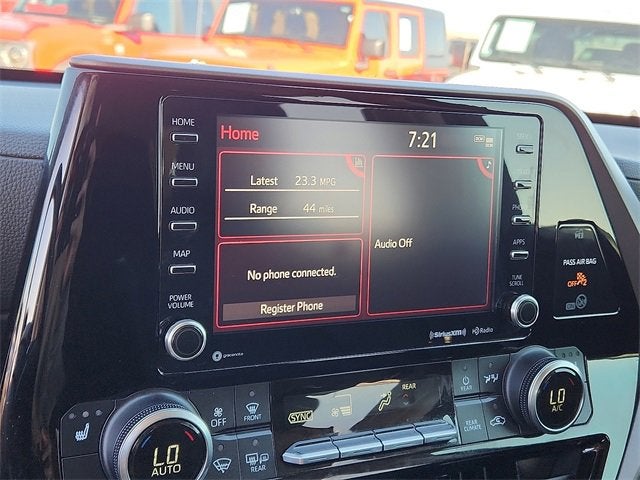 HOME
MENU
AUDIO
MAP
POWER
VOLUME
Home
7:21
DCM
Latest 23.3 MPG
Range 44 miles
No phone connected.
Register Phone
Audio Off
APPS
TUNE
SCROLL
gracenote
SiriusXM
HD Radio
PASS AIR BAG
OFF
2
LO
AUTO
OFF
FRONT
REAR
SYNC
REAR
REAR
REAR
CLIMATE
LO
A/C